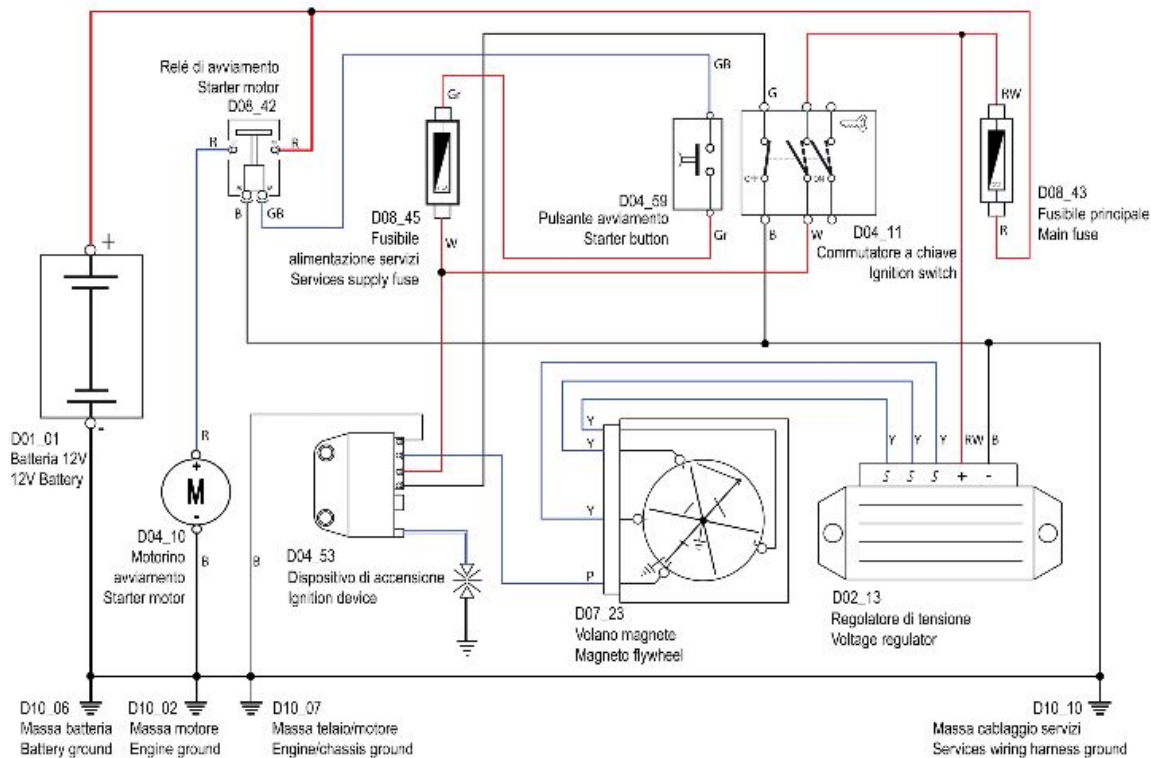 Relé di avviamento
Starter motor
D08_42
R
R
B
GB
Gr
D08_45
Fusibile
alimentazione servizi
Services supply fuse
W
GB
D04_59
Pulsante avviamento
Starter button
Gr
G
OFF
ON
B
W
D04_11
Commutatore a chiave
Ignition switch
RW
D08_43
Fusibile principale
Main fuse
R
+
-
D01_01
Batteria 12V
12V Battery
R
+
M
-
D04_10
Motorino
avviamento
Starter motor
B
B
D04_53
Dispositivo di accensione
Ignition device
Y
Y
Y
P
D07_23
Volano magnete
Magneto flywheel
Y Y Y RW B
S S S + -
D02_13
Regolatore di tensione
Voltage regulator
D10_06
Massa batteria
Battery ground
D10_02
Massa motore
Engine ground
D10_07
Massa telaio/motore
Engine/chassis ground
D10_10
Massa cablaggio servizi
Services wiring harness ground